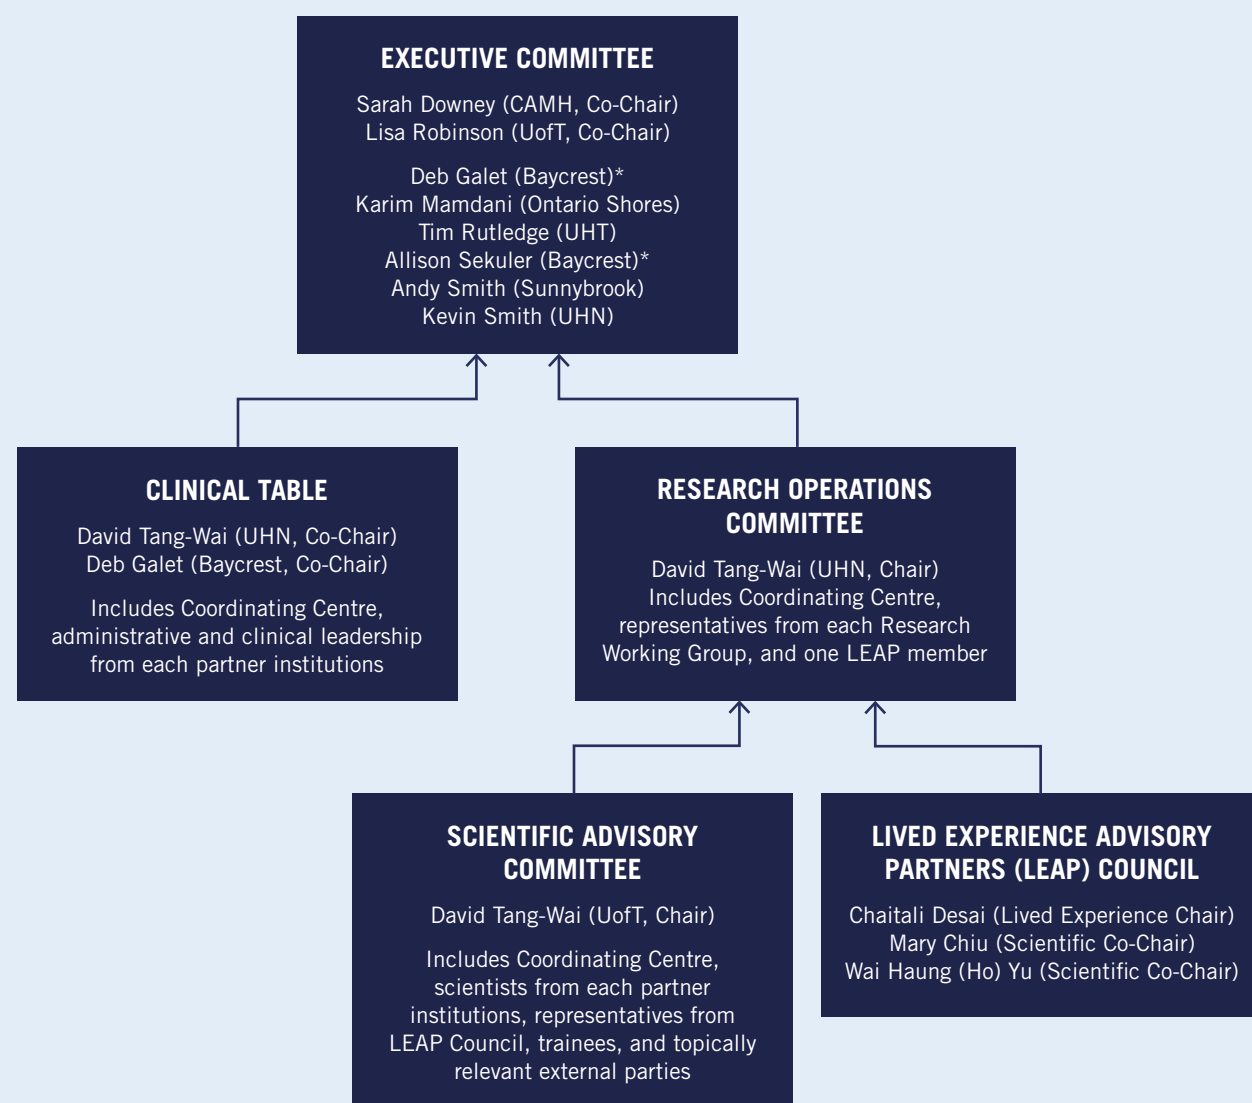 EXECUTIVE COMMITTEE
Sarah Downey (CAMH, Co-Chair)
Lisa Robinson (UofT, Co-Chair)
Deb Galet (Baycrest)*
Karim Mamdani (Ontario Shores)
Tim Rutledge (UHT)
Allison Sekuler (Baycrest)*
Andy Smith (Sunnybrook)
Kevin Smith (UHN)
CLINICAL TABLE
David Tang-Wai (UHN, Co-Chair)
Deb Galet (Baycrest, Co-Chair)
Includes Coordinating Centre,
administrative and clinical leadership
from each partner institutions
RESEARCH OPERATIONS
COMMITTEE
David Tang-Wai (UHN, Chair)
Includes Coordinating Centre,
representatives from each Research
Working Group, and one LEAP member
SCIENTIFIC ADVISORY
COMMITTEE
David Tang-Wai (UofT, Chair)
Includes Coordinating Centre,
scientists from each partner
institutions, representatives from
LEAP Council, trainees, and topically
relevant external parties
LIVED EXPERIENCE ADVISORY
PARTNERS (LEAP) COUNCIL
Chaitali Desai (Lived Experience Chair)
Mary Chiu (Scientific Co-Chair)
Wai Haung (Ho) Yu (Scientific Co-Chair)